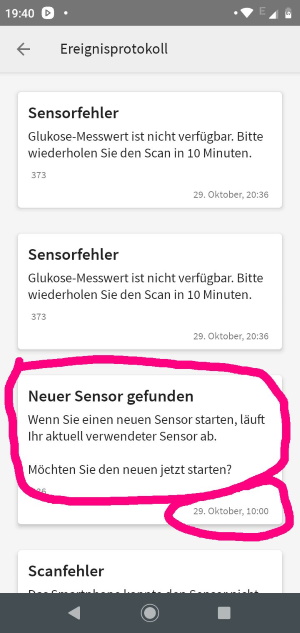 19:40
E
Ereignisprotokoll
Sensorfehler
Glukose-Messwert ist nicht verfügbar. Bitte
wiederholen Sie den Scan in 10 Minuten.
373
29. Oktober, 20:36
Sensorfehler
Glukose-Messwert ist nicht verfügbar. Bitte
wiederholen Sie den Scan in 10 Minuten.
373
29. Oktober, 20:36
Neuer Sensor gefunden
Wenn Sie einen neuen Sensor starten, läuft
Ihr aktuell verwendeter Sensor ab.
Möchten Sie den neuen jetzt starten?
29. Oktober, 10:00
Scanfehler